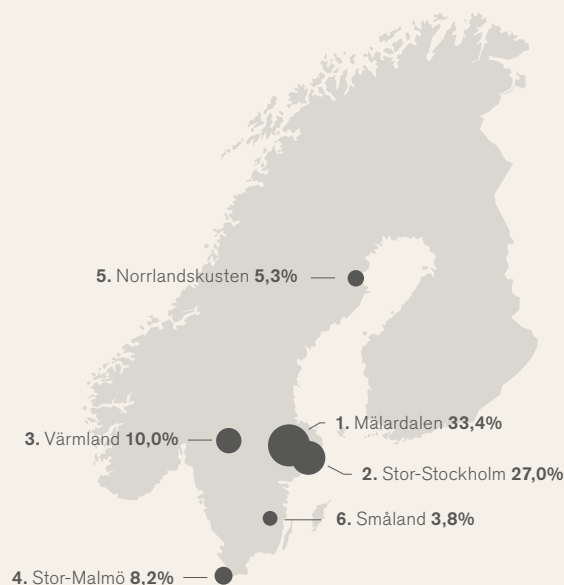 5. Norrlandskusten 5,3%
1. Mälardalen 33,4%
3. Värmland 10,0%
2. Stor-Stockholm 27,0%
6. Småland 3,8%
4. Stor-Malmö 8,2%